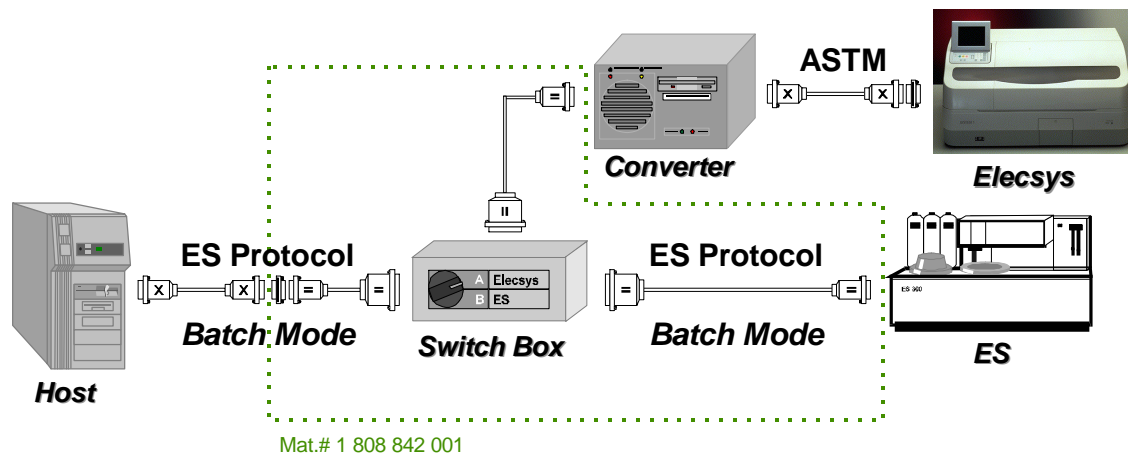 ASTM
Converter
Elecsys
Host
ES Protocol
Batch Mode
A Elecsys
B ES
Switch Box
ES Protocol
Batch Mode
ES
Mat.# 1 808 842 001